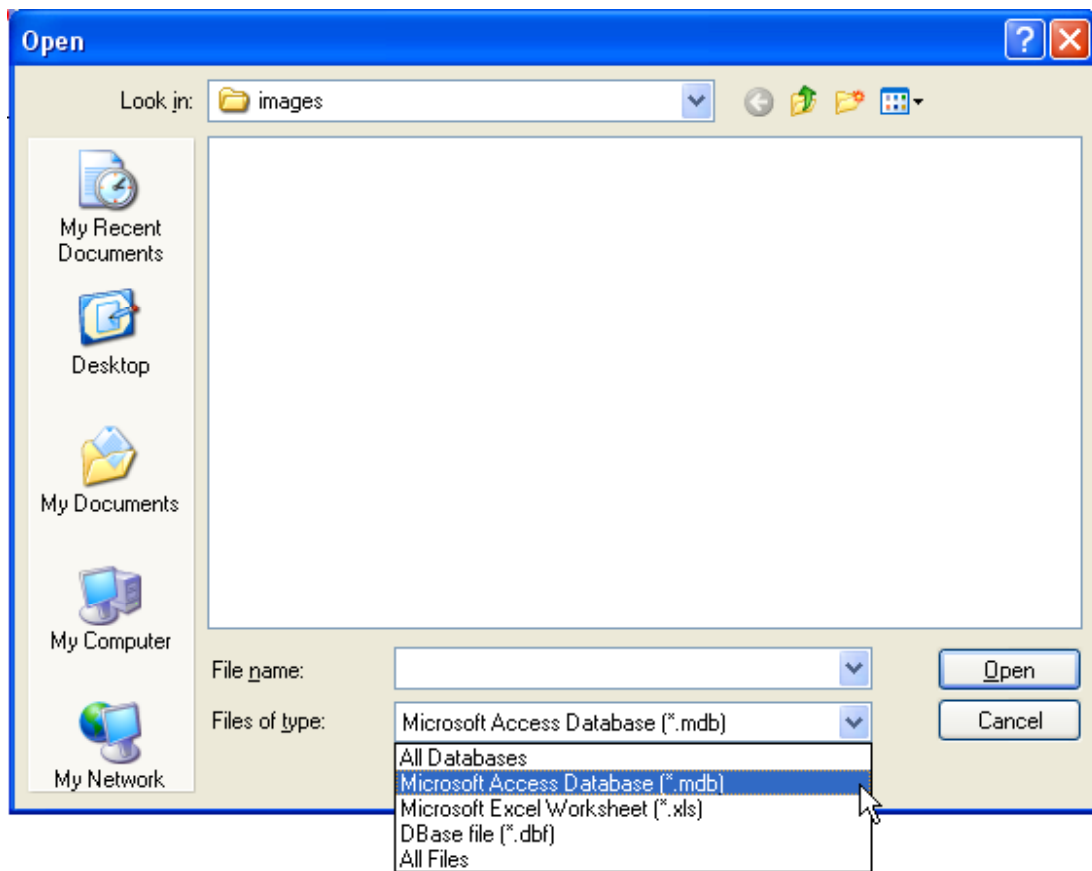 Open
Look in: images
My Recent
Documents
Desktop
My Documents
My Computer
My Network
File name:
Open
Files of type: Microsoft Access Database (*.mdb)
Cancel
All Databases
Microsoft Access Database (*.mdb)
Microsoft Excel Worksheet (*.xls)
DBase file (*.dbf)
All Files